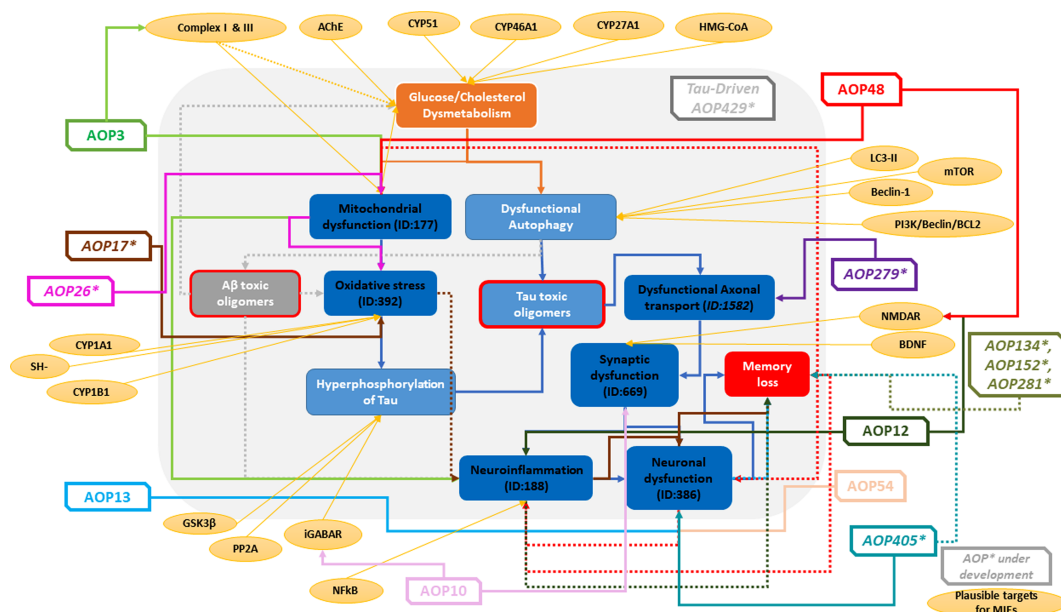 Complex I & III
AChE
CYP51
CYP46A1
CYP27A1
HMG-CoA
Glucose/Cholesterol
Dysmetabolism
Tau-Driven
AOP429*
AOP48
AOP3
LC3-II
mTOR
Beclin-1
PI3K/Beclin/BCL2
Mitochondrial
dysfunction (ID:177)
Dysfunctional
Autophagy
AOP17*
AOP26*
AOP279*
Aβ toxic
oligomers
Oxidative stress
(ID:392)
Tau toxic
oligomers
Dysfunctional Axonal
transport (ID:1582)
NMDAR
BDNF
CYP1A1
SH-
CYP1B1
AOP134*,
AOP152*,
AOP281*
Synaptic
dysfunction
(ID:669)
Memory
loss
Hyperphosphorylation
of Tau
AOP12
Neuroinflammation
(ID:188)
Neuronal
dysfunction
(ID:386)
AOP13
AOP54
GSK3β
PP2A
iGABAR
AOP405*
NFkB
AOP10
AOP* under
development
Plausible targets
for MIEs